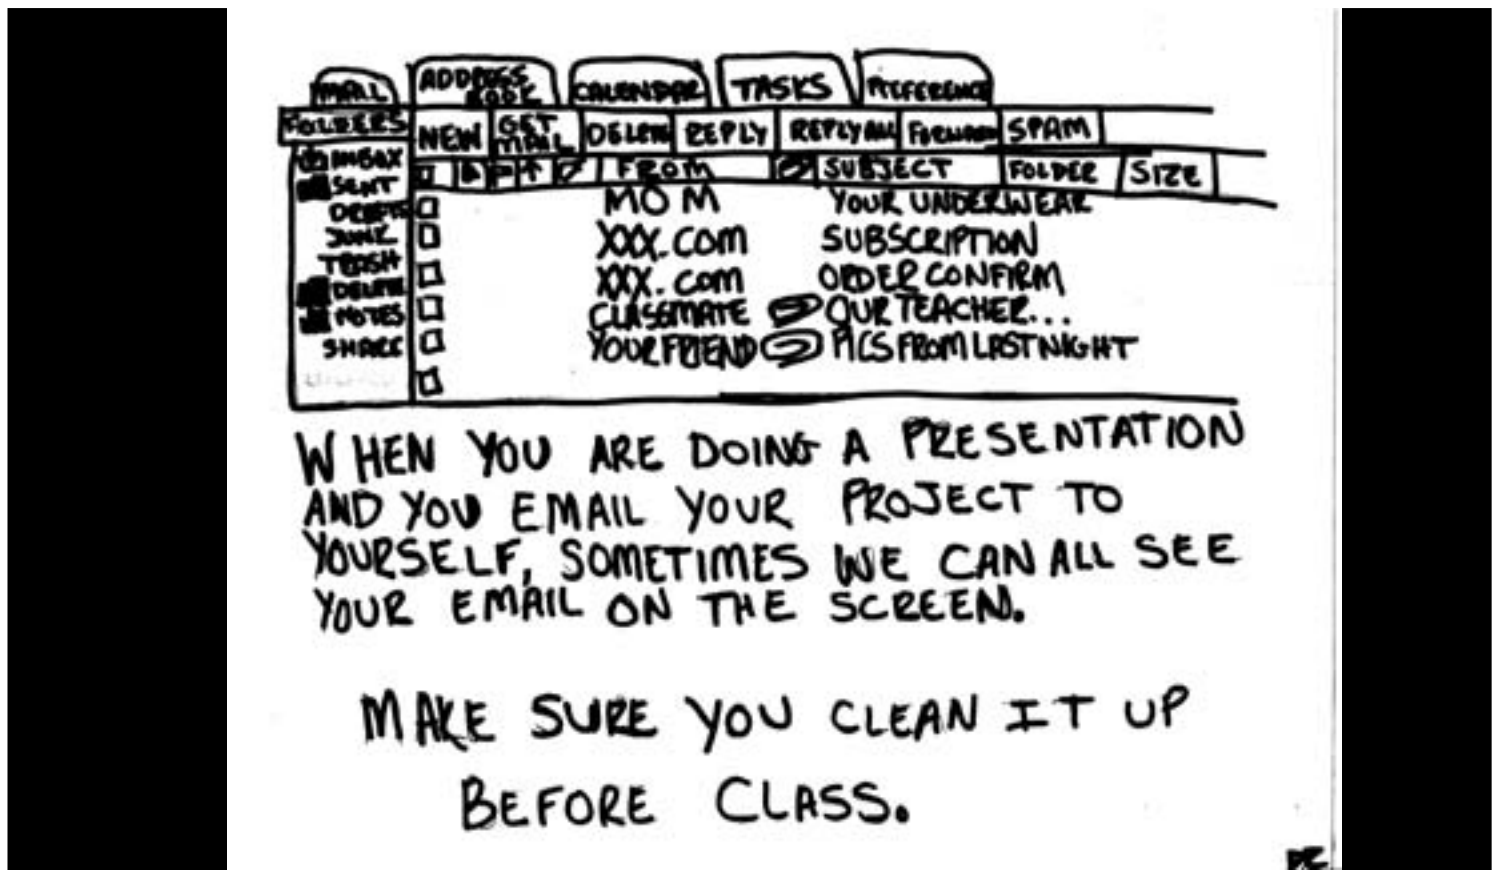 MAIL ADDRESS BOOK CALENDAR TASKS REFERENCE
FOLDERS NEW GET MAIL DELETE REPLY REPLY ALL FORWARD SPAM
INBOX FROM SUBJECT FOLDER SIZE
SENT
DRAFTS MOM YOUR UNDERWEAR
JUNK XXX.COM SUBSCRIPTION
TRASH XXX.COM ORDER CONFIRM
DELETE
NOTES CLASSMATE OUR TEACHER...
SHARE YOUR FRIEND PICS FROM LAST NIGHT
WHEN YOU ARE DOING A PRESENTATION
AND YOU EMAIL YOUR PROJECT TO
YOURSELF, SOMETIMES WE CAN ALL SEE
YOUR EMAIL ON THE SCREEN.
MAKE SURE YOU CLEAN IT UP
BEFORE CLASS.